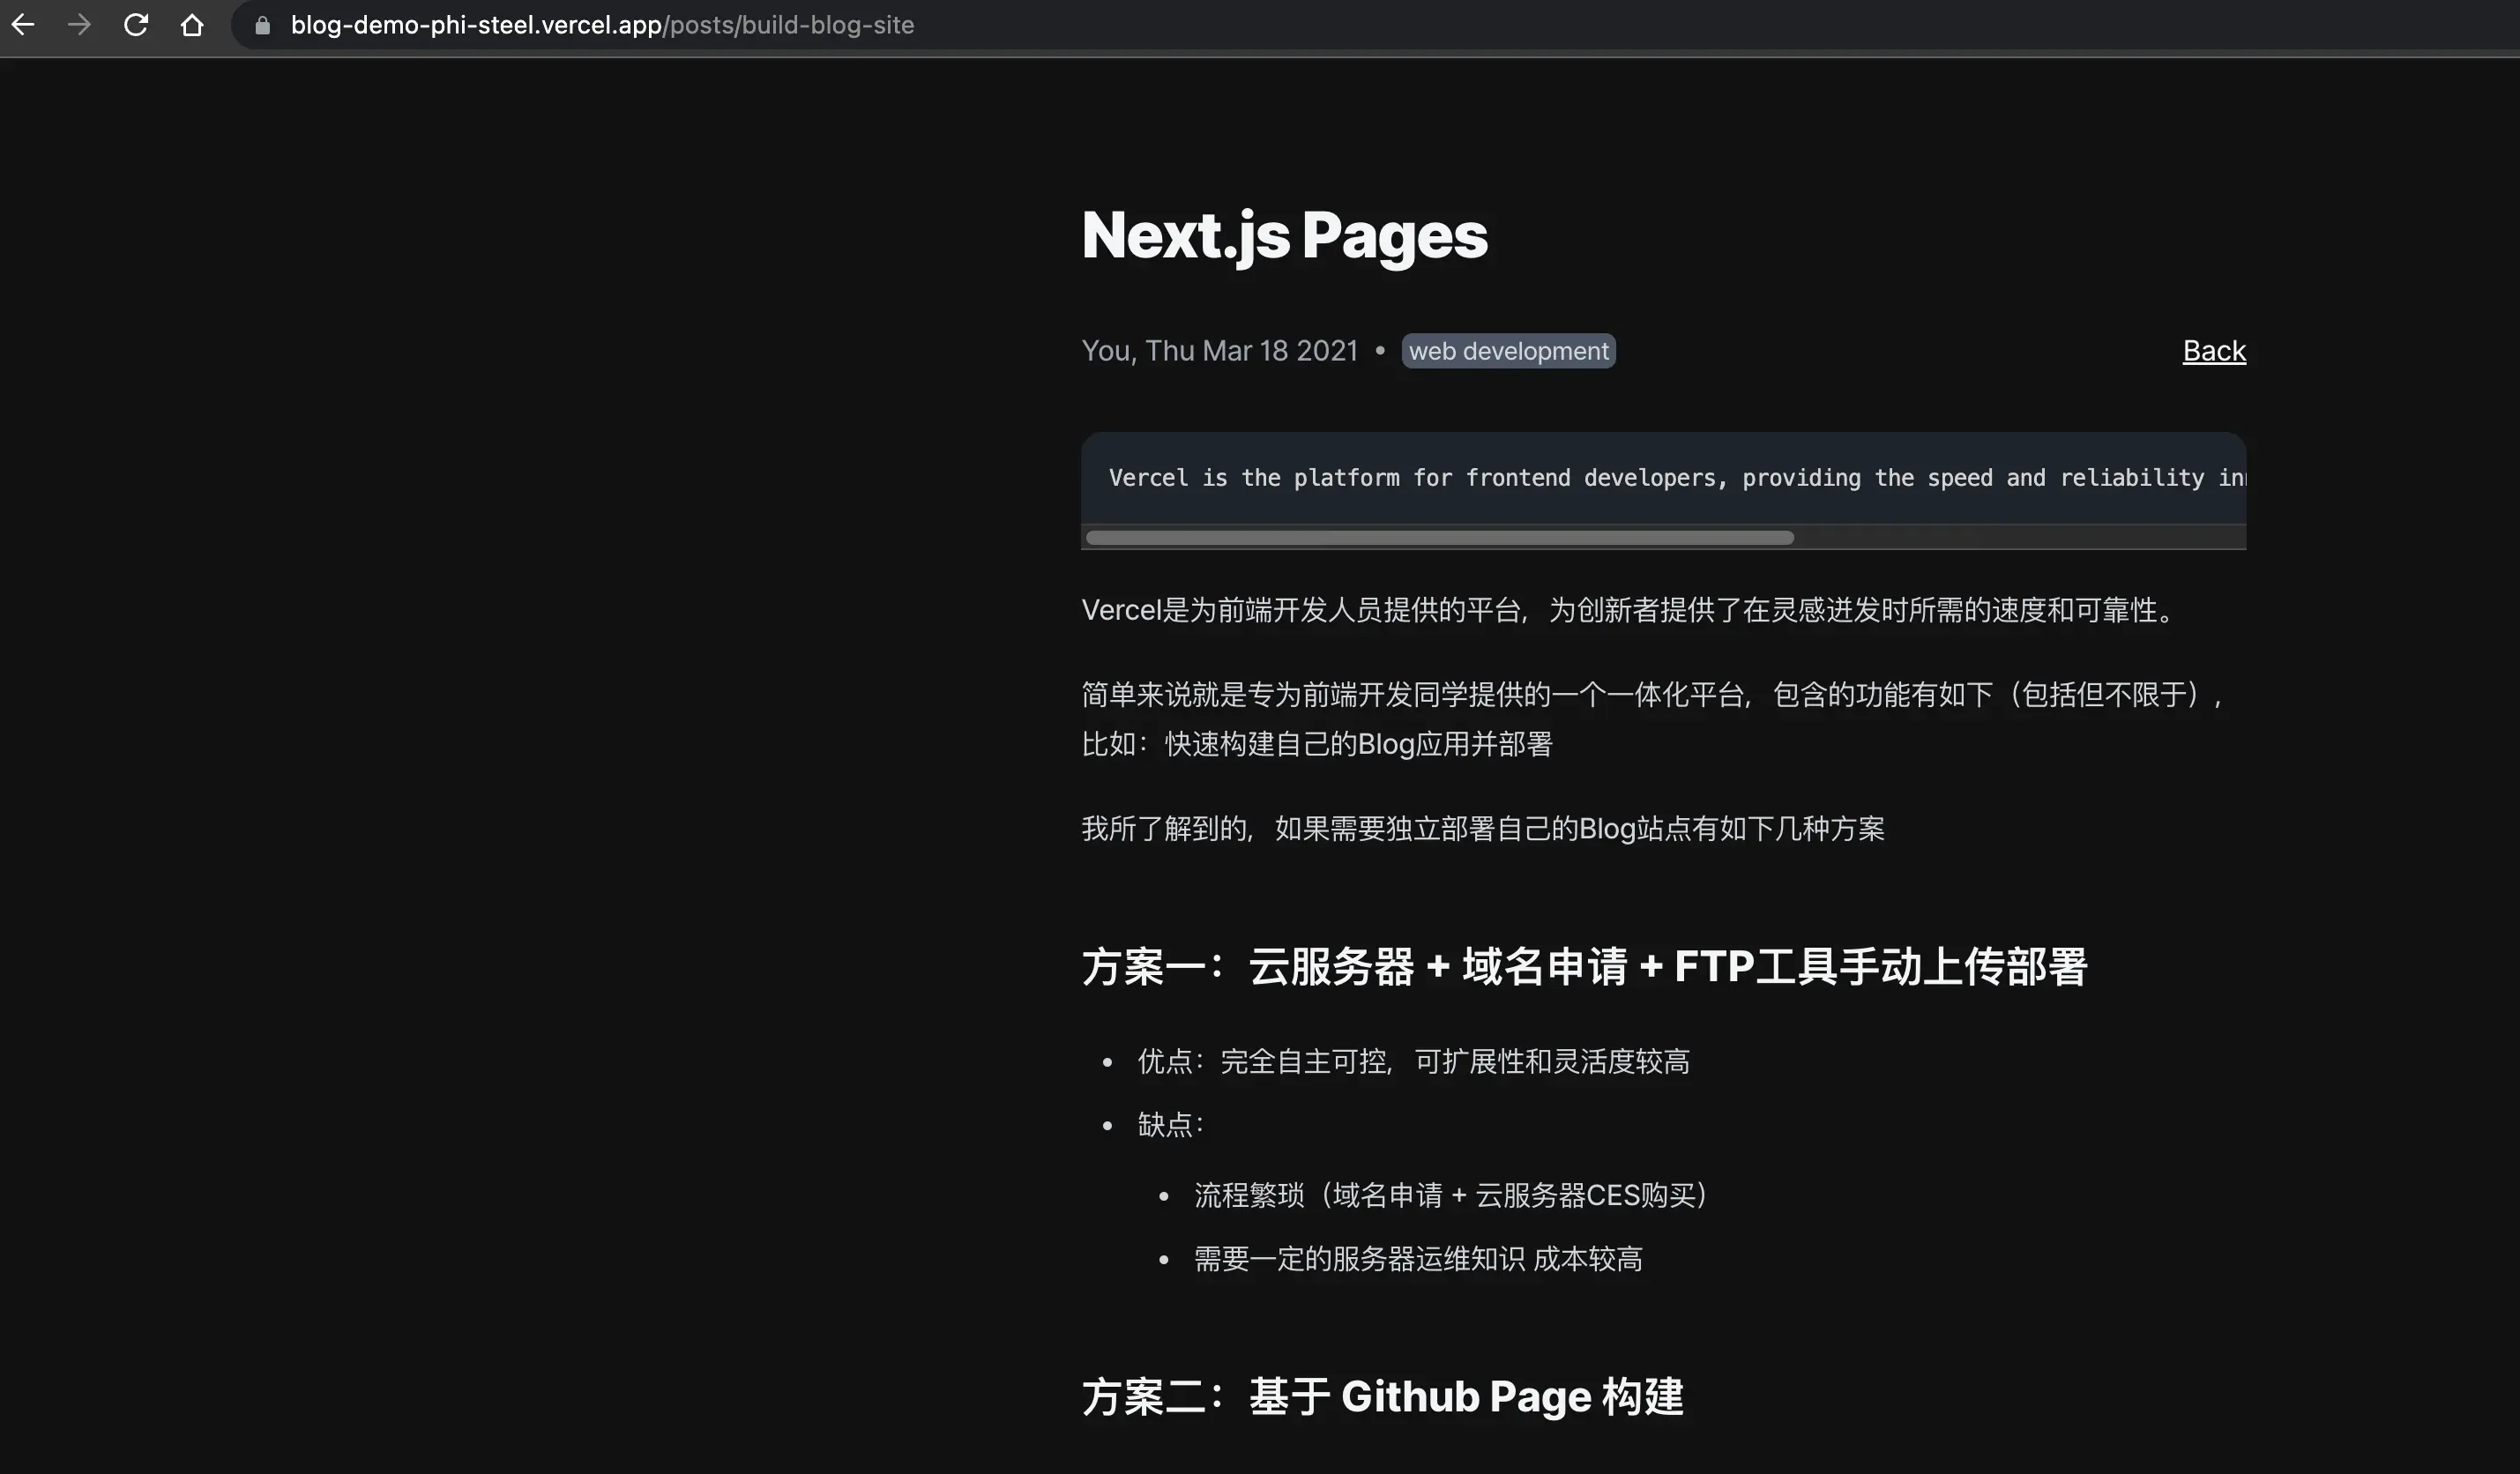 blog-demo-phi-steel.vercel.app/posts/build-blog-site
Next.js Pages
You, Thu Mar 18 2021 • web development
Back
Vercel is the platform for frontend developers, providing the speed and reliability
Vercel是为前端开发人员提供的平台，为创新者提供了在灵感迸发时所需的速度和可靠性。
简单来说就是专为前端开发同学提供的一个一体化平台，包含的功能有如下（包括但不限于），
比如：快速构建自己的Blog应用并部署
我所了解到的，如果需要独立部署自己的Blog站点有如下几种方案
方案一：云服务器 + 域名申请 + FTP工具手动上传部署
• 优点：完全自主可控，可扩展性和灵活度较高
• 缺点：
• 流程繁琐（域名申请 + 云服务器CES购买）
• 需要一定的服务器运维知识 成本较高
方案二：基于 Github Page 构建